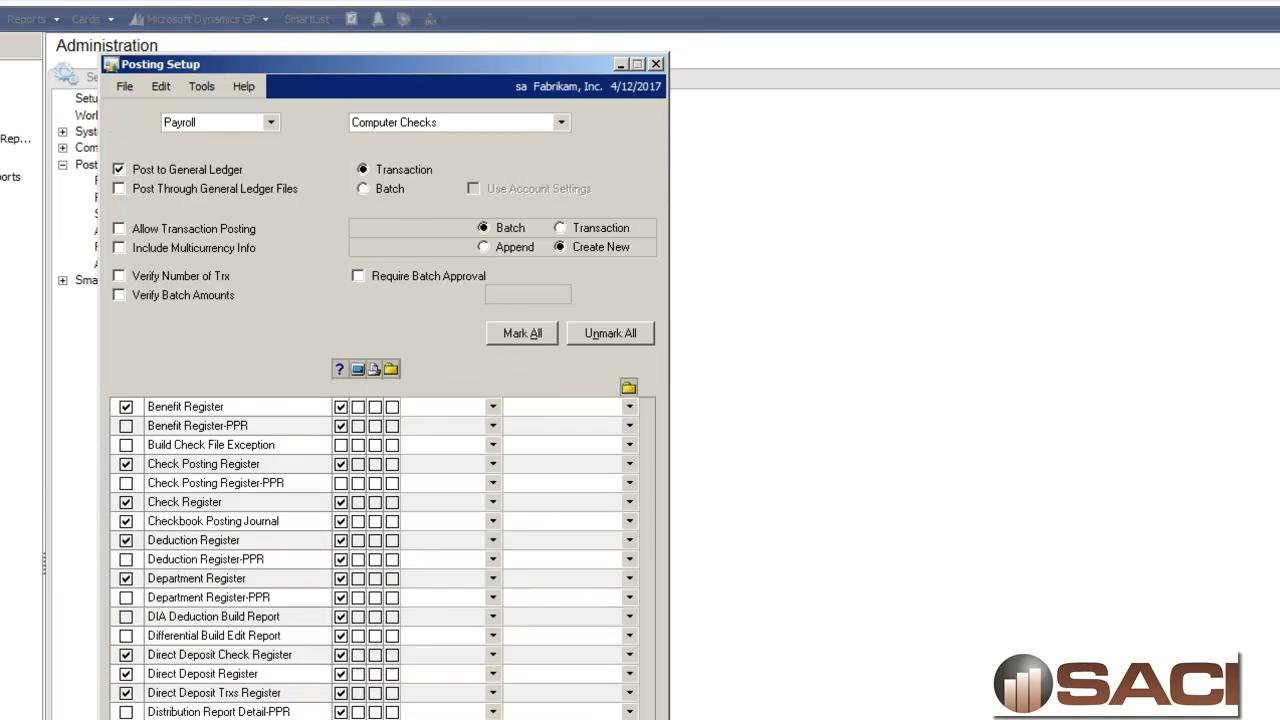 Reports Cards Microsoft Dynamics GP SmartList
Administration
Posting Setup
Se
File Edit Tools Help sa Fabrikam, Inc. 4/12/2017
Setu
Worl
Syst
Com
Post
Sma
Rep...
orts
Payroll Computer Checks
Post to General Ledger Transaction
Post Through General Ledger Files Batch Use Account Settings
Allow Transaction Posting Batch Transaction
Include Multicurrency Info Append Create New
Verify Number of Trx Require Batch Approval
Verify Batch Amounts
Mark All Unmark All
?
Benefit Register
Benefit Register-PPR
Build Check File Exception
Check Posting Register
Check Posting Register-PPR
Check Register
Checkbook Posting Journal
Deduction Register
Deduction Register-PPR
Department Register
Department Register-PPR
DIA Deduction Build Report
Differential Build Edit Report
Direct Deposit Check Register
Direct Deposit Register
Direct Deposit Trxs Register
Distribution Report Detail-PPR
SACI